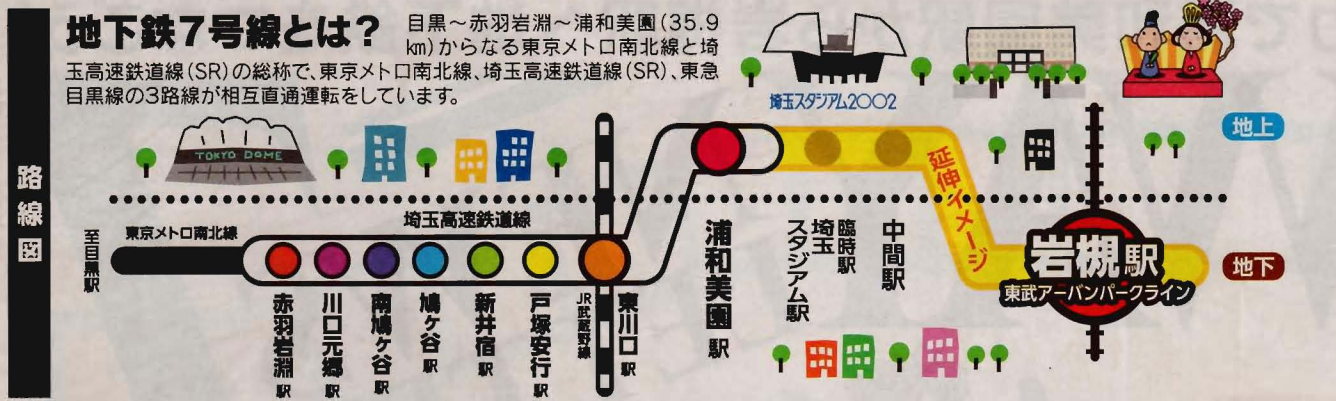 路線図
地下鉄7号線とは?
目黒〜赤羽岩淵〜浦和美園(35.9
km)からなる東京メトロ南北線と埼
玉高速鉄道線(SR)の総称で、東京メトロ南北線、埼玉高速鉄道線(SR)、東急
目黒線の3路線が相互直通運転をしています。
TOKYO DOME
埼玉スタジアム2002
地上
地下
至目黒駅
東京メトロ南北線
埼玉高速鉄道線
赤羽岩淵駅
川口元郷駅
南鳩ヶ谷駅
鳩ヶ谷駅
新井宿駅
戸塚安行駅
JR武蔵野線
東川口駅
浦和美園駅
臨時駅
埼玉
スタジアム駅
中間駅
延伸イメージ
岩槻駅
東武アーバンパークライン